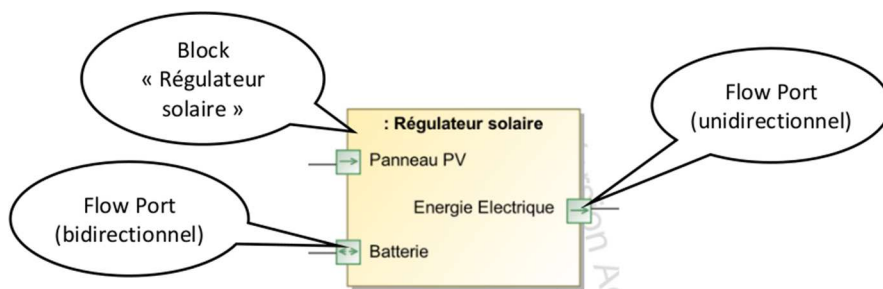 Block
« Régulateur
solaire »
Flow Port
(unidirectionnel)
: Régulateur solaire
Panneau PV
Energie Electrique
Flow Port
(bidirectionnel)
Batterie